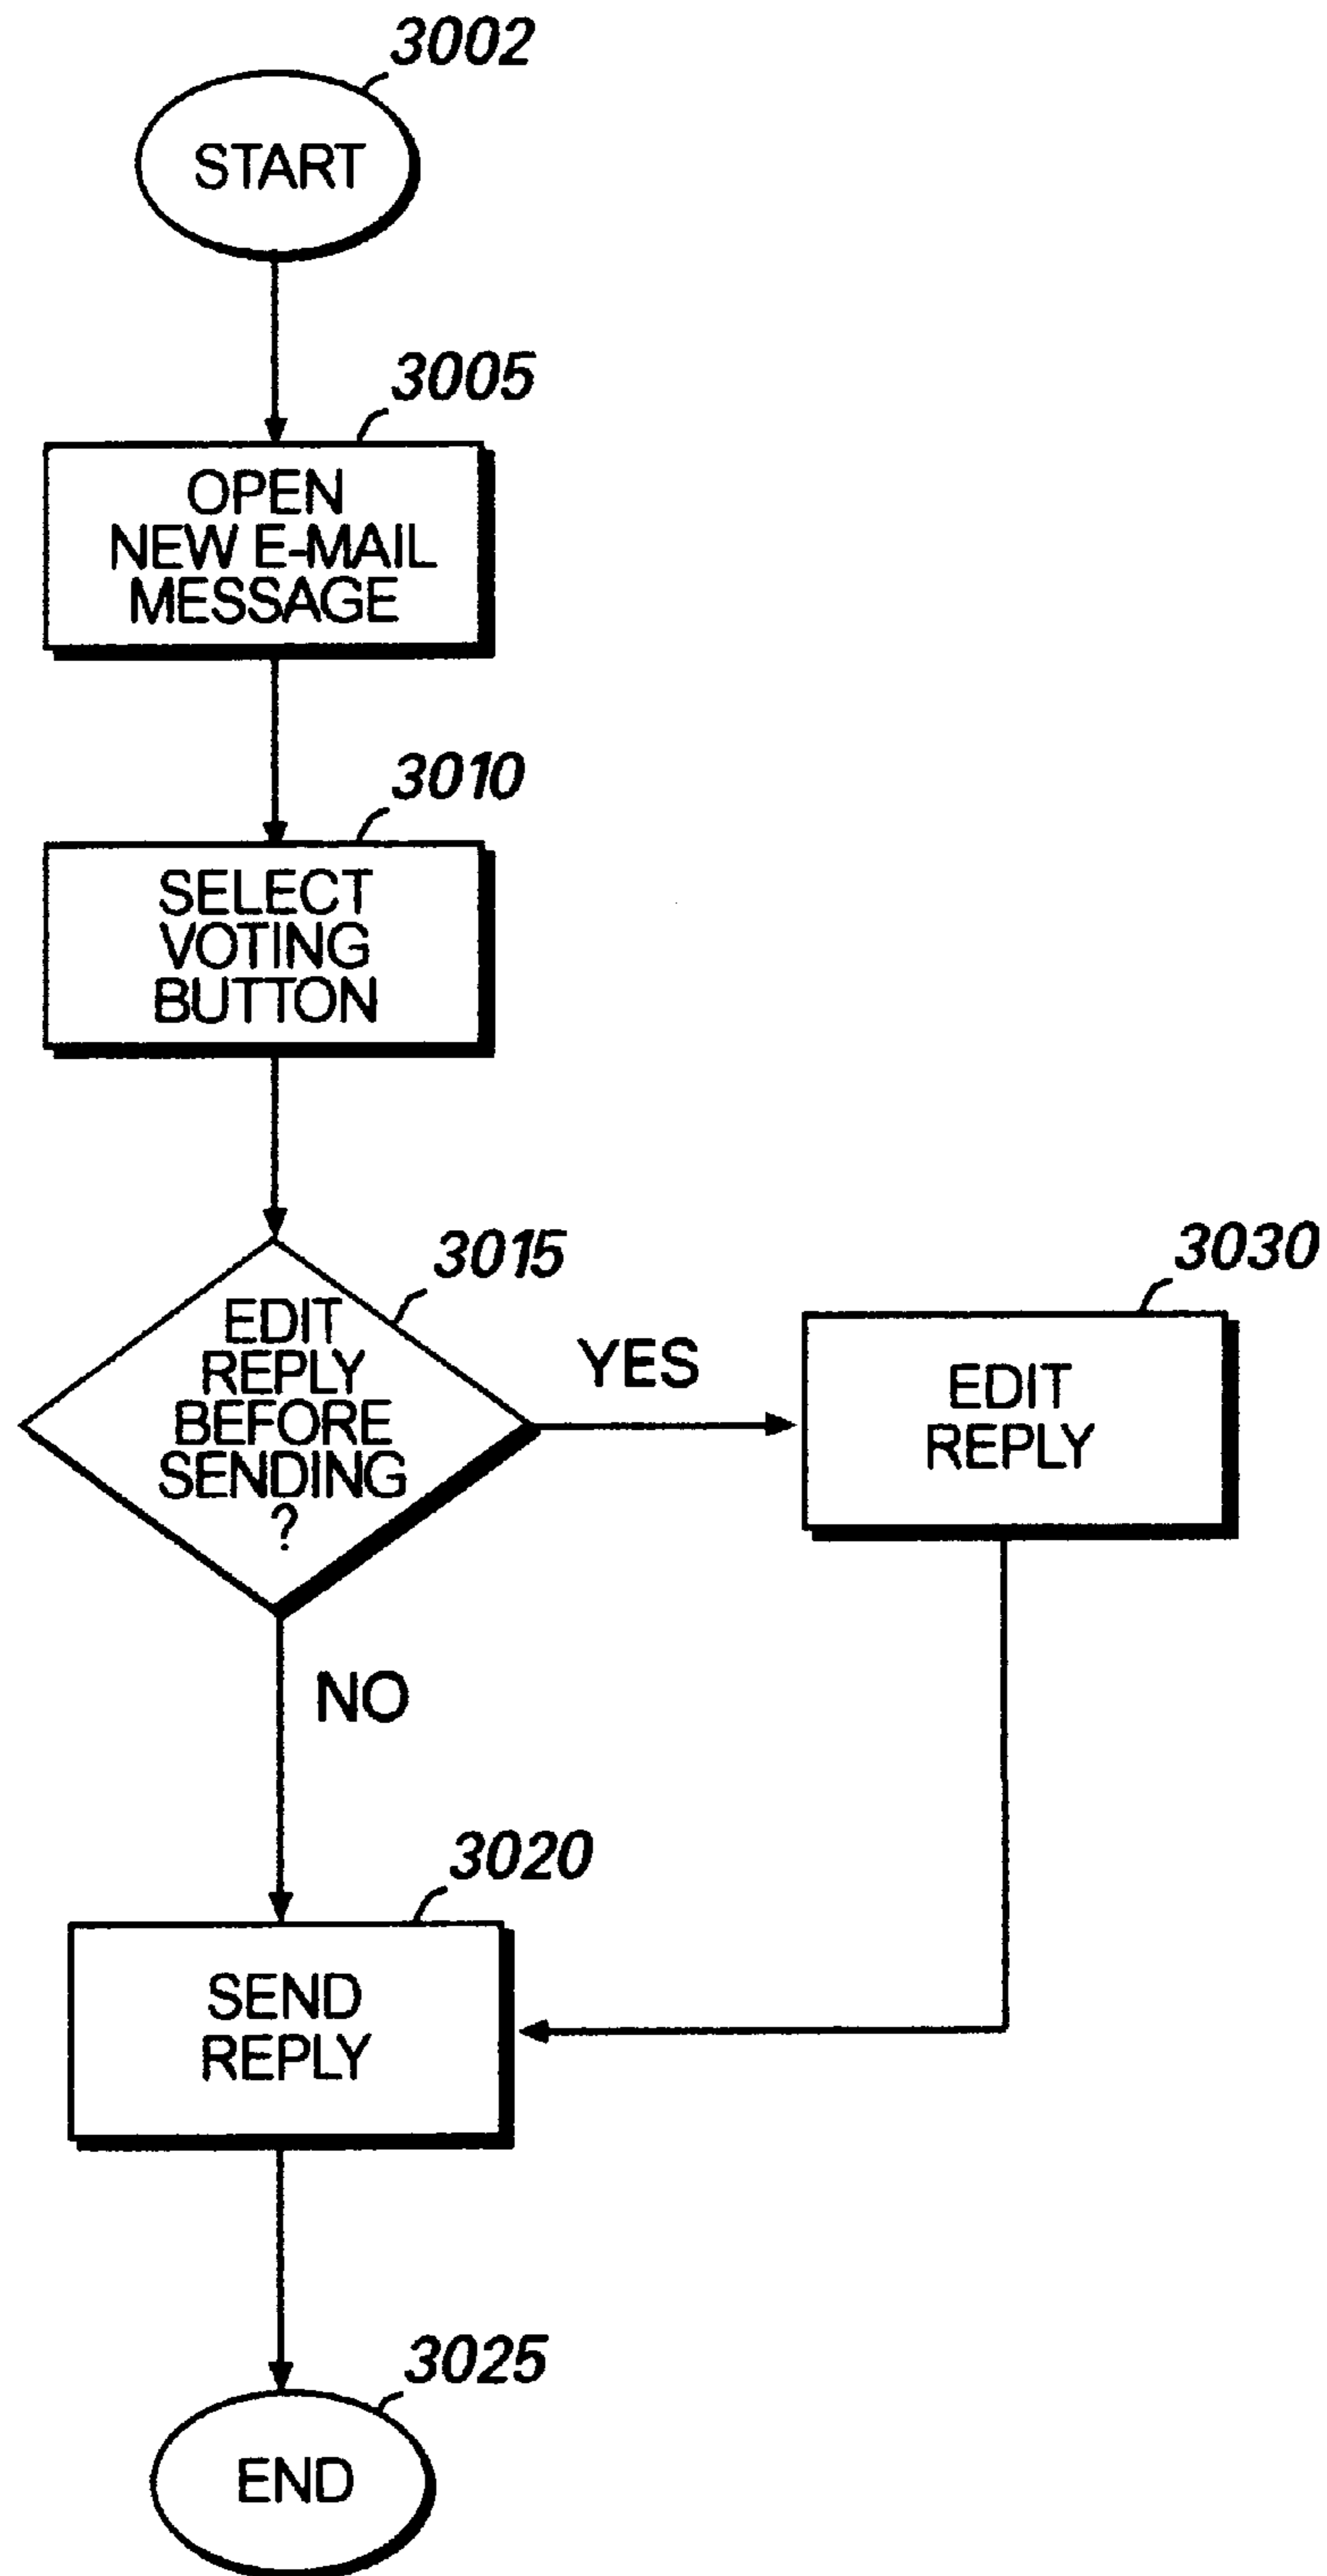 3002
START
3005
OPEN
NEW E-MAIL
MESSAGE
3010
SELECT
VOTING
BUTTON
3015
EDIT
REPLY
BEFORE
SENDING
?
YES
3030
EDIT
REPLY
NO
3020
SEND
REPLY
3025
END